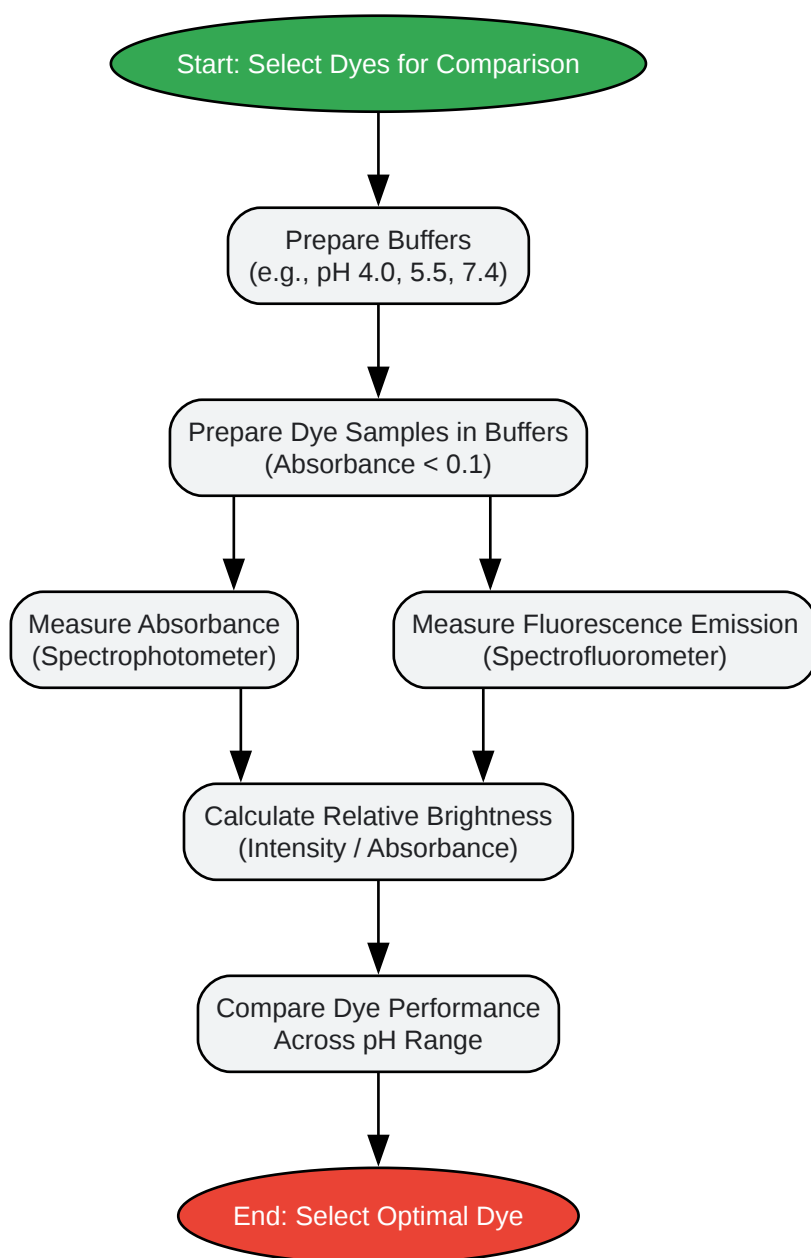 Start: Select Dyes for Comparison
Prepare Buffers
(e.g., pH 4.0, 5.5, 7.4)
Prepare Dye Samples in Buffers
(Absorbance < 0.1)
Measure Absorbance
(Spectrophotometer)
Measure Fluorescence Emission
(Spectrofluorometer)
Calculate Relative Brightness
(Intensity / Absorbance)
Compare Dye Performance
Across pH Range
End: Select Optimal Dye